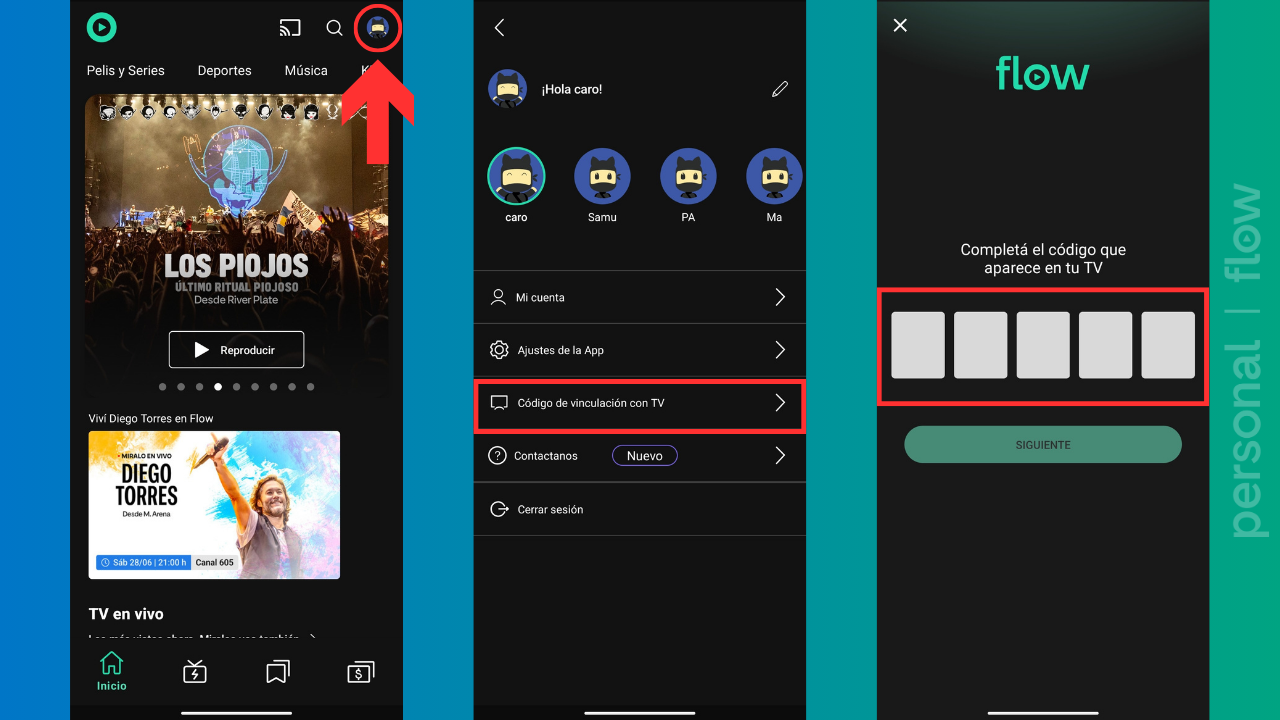 Pelis y Series
Deportes
Música
LOS PIOJOS
ÚLTIMO RITUAL PIOJOSO
Desde River Plate
Reproducir
Viví Diego Torres en Flow
• MIRALO EN VIVO
DIEGO
TORRES
Desde M. Arena
Sáb 28/06 | 21:00 h
Canal 605
TV en vivo
Inicio
¡Hola caro!
caro
Samu
PA
Ma
Mi cuenta
Ajustes de la App
Código de vinculación con TV
Contactanos
Nuevo
Cerrar sesión
flow
Completá el código que
aparece en tu TV
SIGUIENTE
personal | flow